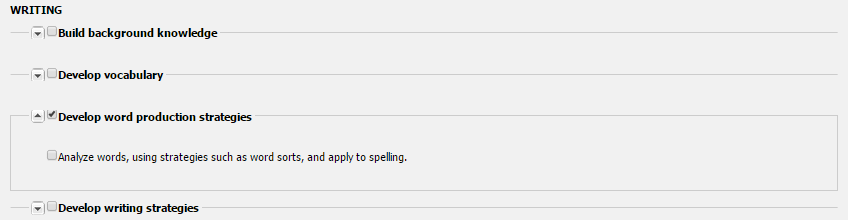 WRITING
Build background knowledge
Develop vocabulary
Develop word production strategies
Analyze words, using strategies such as word sorts, and apply to spelling.
Develop writing strategies